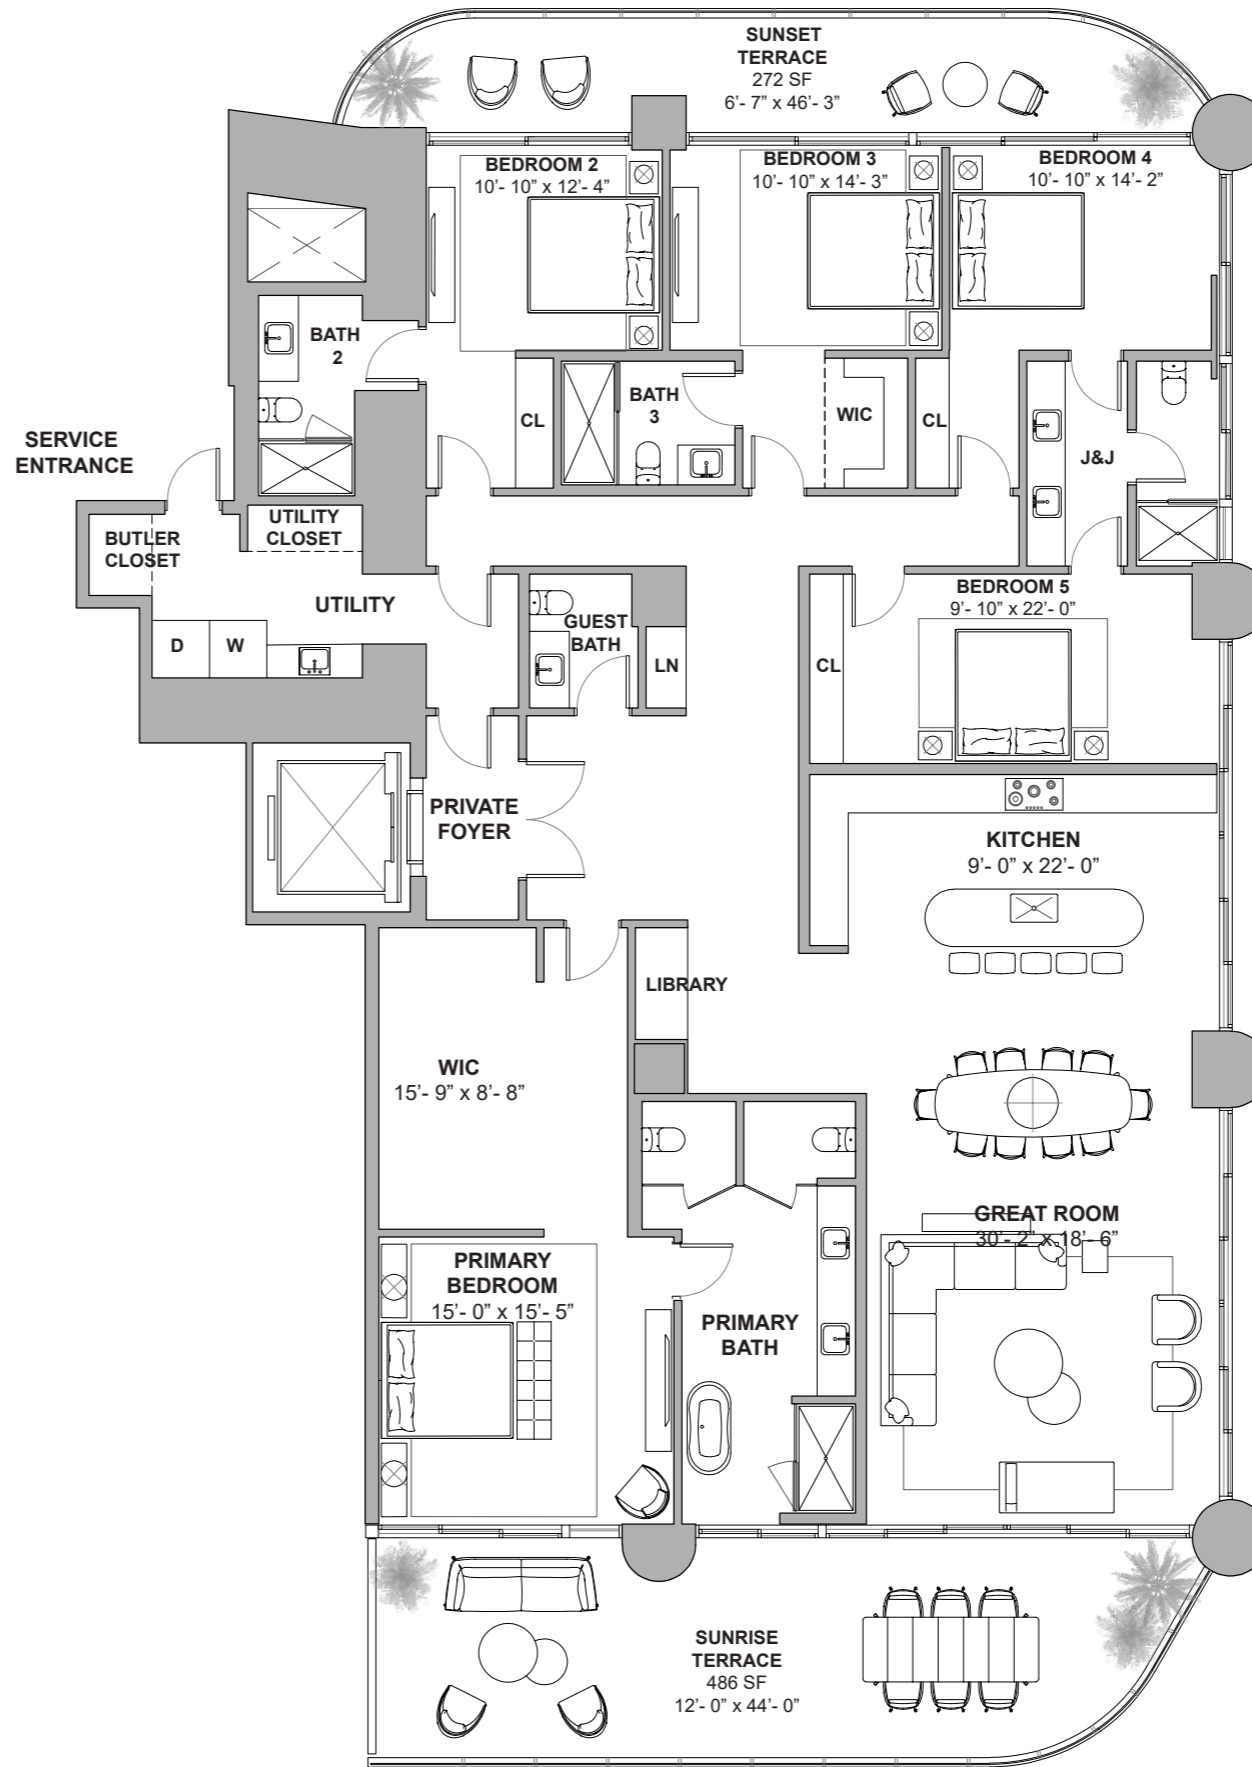 SUNSET
TERRACE
272 SF
6'- 7" x 46'- 3"
BEDROOM 2
10'- 10" x 12'- 4"
BEDROOM 3
10'- 10" x 14'- 3"
BEDROOM 4
10'- 10" x 14'- 2"
BATH
2
CL
BATH
3
WIC
CL
J&J
SERVICE
ENTRANCE
BUTLER
CLOSET
UTILITY
CLOSET
UTILITY
D
W
GUEST
BATH
LN
BEDROOM 5
9'- 10" x 22'- 0"
CL
PRIVATE
FOYER
KITCHEN
9'- 0" x 22'- 0"
LIBRARY
WIC
15'- 9" x 8'- 8"
GREAT ROOM
30'- 2" x 18'- 6"
PRIMARY
BEDROOM
15'- 0" x 15'- 5"
PRIMARY
BATH
SUNRISE
TERRACE
486 SF
12'- 0" x 44'- 0"